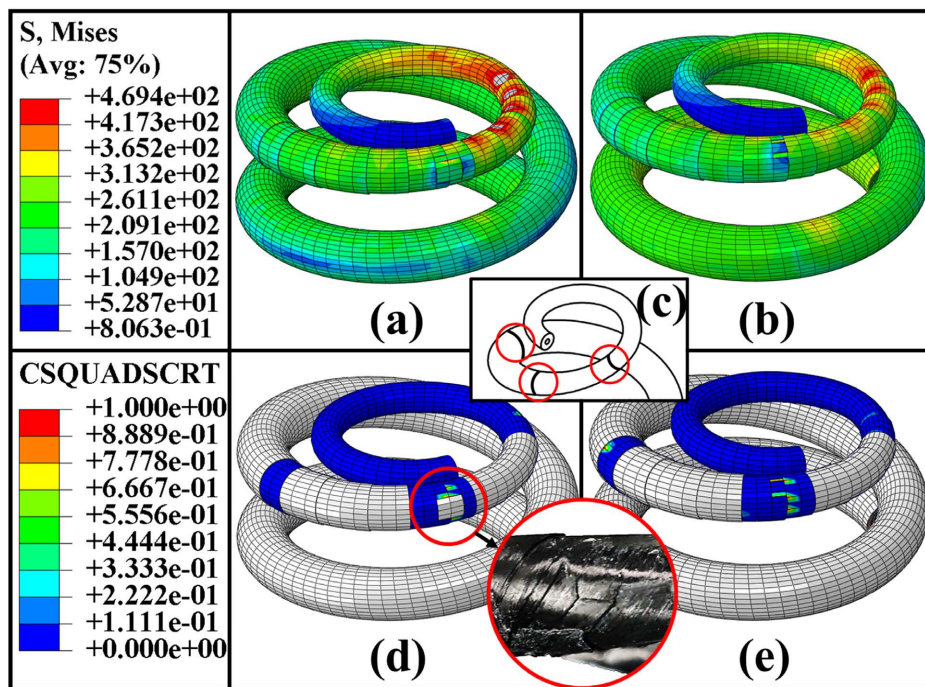 S, Mises
(Avg: 75%)
+4.694e+02
+4.173e+02
+3.652e+02
+3.132e+02
+2.611e+02
+2.091e+02
+1.570e+02
+1.049e+02
+5.287e+01
+8.063e-01
(a)
(b)
(c)
CSQUADSCRT
+1.000e+00
+8.889e-01
+7.778e-01
+6.667e-01
+5.556e-01
+4.444e-01
+3.333e-01
+2.222e-01
+1.111e-01
+0.000e+00
(d)
(e)